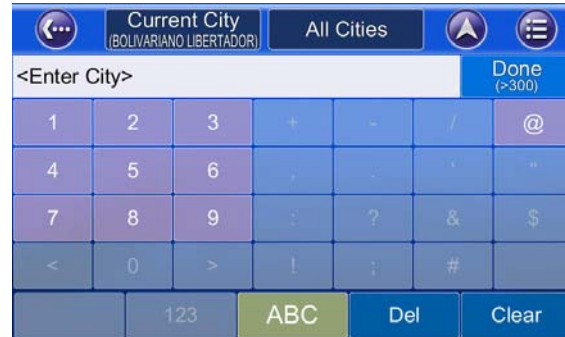 Current City All Cities
(BOLIVARIANO LIBERTADOR)
<Enter City> Done
(>300)
1 2 3 + - / @
4 5 6 , . ' "
7 8 9 : ? & $
< 0 > ! ; #
123 ABC Del Clear